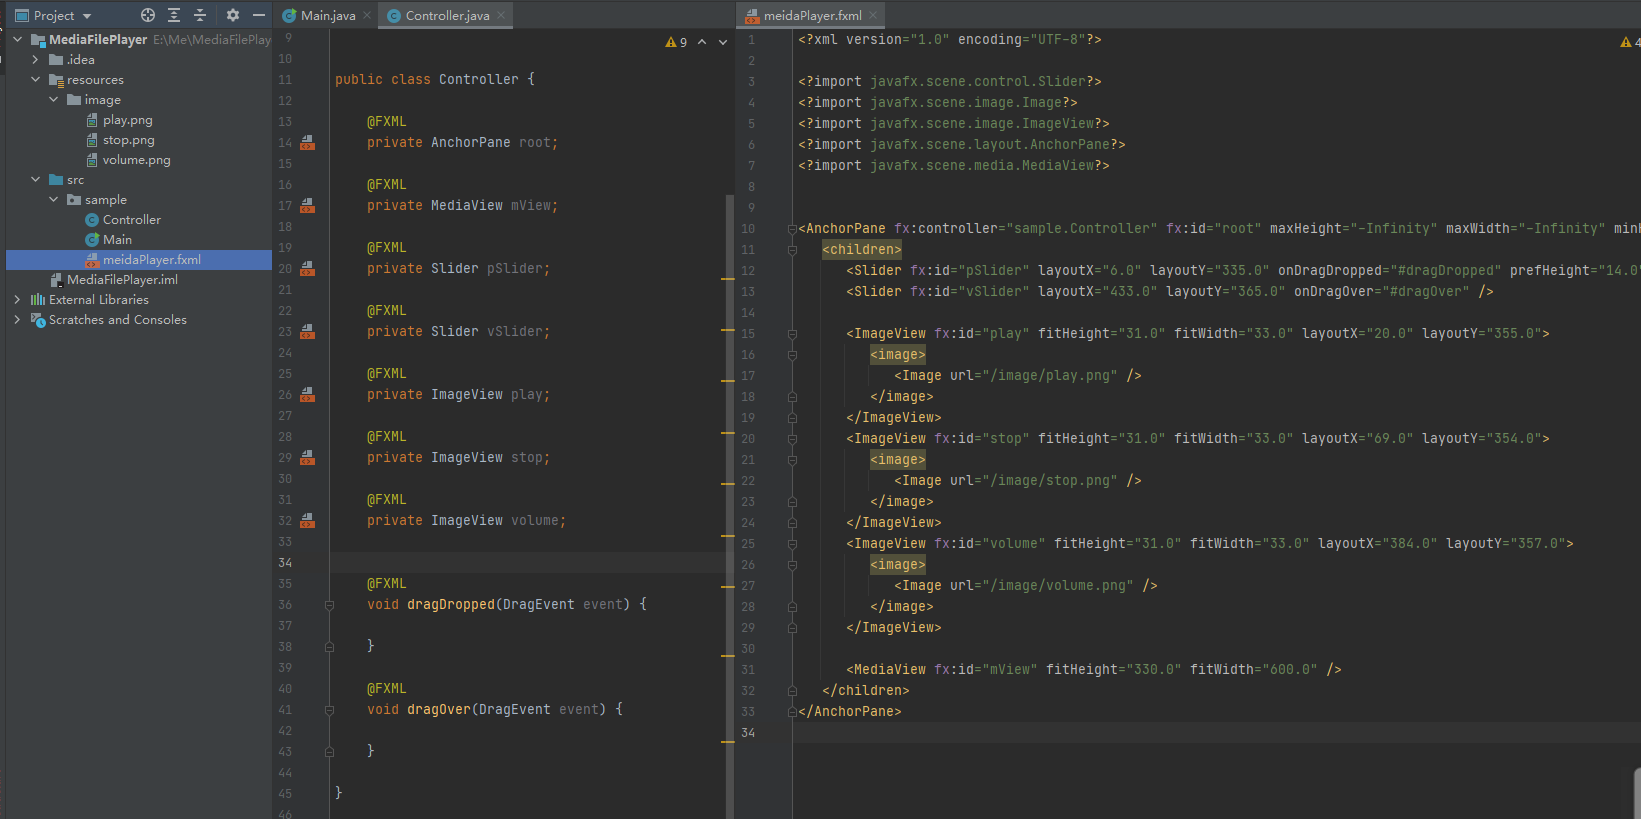 Project
MediaFilePlayer E:\Me\MediaFilePlay
.idea
resources
image
play.png
stop.png
volume.png
src
sample
Controller
Main
meidaPlayer.fxml
MediaFilePlayer.iml
External Libraries
Scratches and Consoles
Main.java
Controller.java
9
9
10
11 public class Controller {
12
13 @FXML
14 private AnchorPane root;
15
16 @FXML
17 private MediaView mView;
18
19 @FXML
20 private Slider pSlider;
21
22 @FXML
23 private Slider vSlider;
24
25 @FXML
26 private ImageView play;
27
28 @FXML
29 private ImageView stop;
30
31 @FXML
32 private ImageView volume;
33
34
35 @FXML
36 void dragDropped(DragEvent event) {
37
38 }
39
40 @FXML
41 void dragOver(DragEvent event) {
42
43 }
44
45 }
46
meidaPlayer.fxml
4
1 <?xml version="1.0" encoding="UTF-8"?>
2
3 <?import javafx.scene.control.Slider?>
4 <?import javafx.scene.image.Image?>
5 <?import javafx.scene.image.ImageView?>
6 <?import javafx.scene.layout.AnchorPane?>
7 <?import javafx.scene.media.MediaView?>
8
9
10 <AnchorPane fx:controller="sample.Controller" fx:id="root" maxHeight="-Infinity" maxWidth="-Infinity" minH
11 <children>
12 <Slider fx:id="pSlider" layoutX="6.0" layoutY="335.0" onDragDropped="#dragDropped" prefHeight="14.0"
13 <Slider fx:id="vSlider" layoutX="433.0" layoutY="365.0" onDragOver="#dragOver" />
14
15 <ImageView fx:id="play" fitHeight="31.0" fitWidth="33.0" layoutX="20.0" layoutY="355.0">
16 <image>
17 <Image url="/image/play.png" />
18 </image>
19 </ImageView>
20 <ImageView fx:id="stop" fitHeight="31.0" fitWidth="33.0" layoutX="69.0" layoutY="354.0">
21 <image>
22 <Image url="/image/stop.png" />
23 </image>
24 </ImageView>
25 <ImageView fx:id="volume" fitHeight="31.0" fitWidth="33.0" layoutX="384.0" layoutY="357.0">
26 <image>
27 <Image url="/image/volume.png" />
28 </image>
29 </ImageView>
30
31 <MediaView fx:id="mView" fitHeight="330.0" fitWidth="600.0" />
32 </children>
33 </AnchorPane>
34